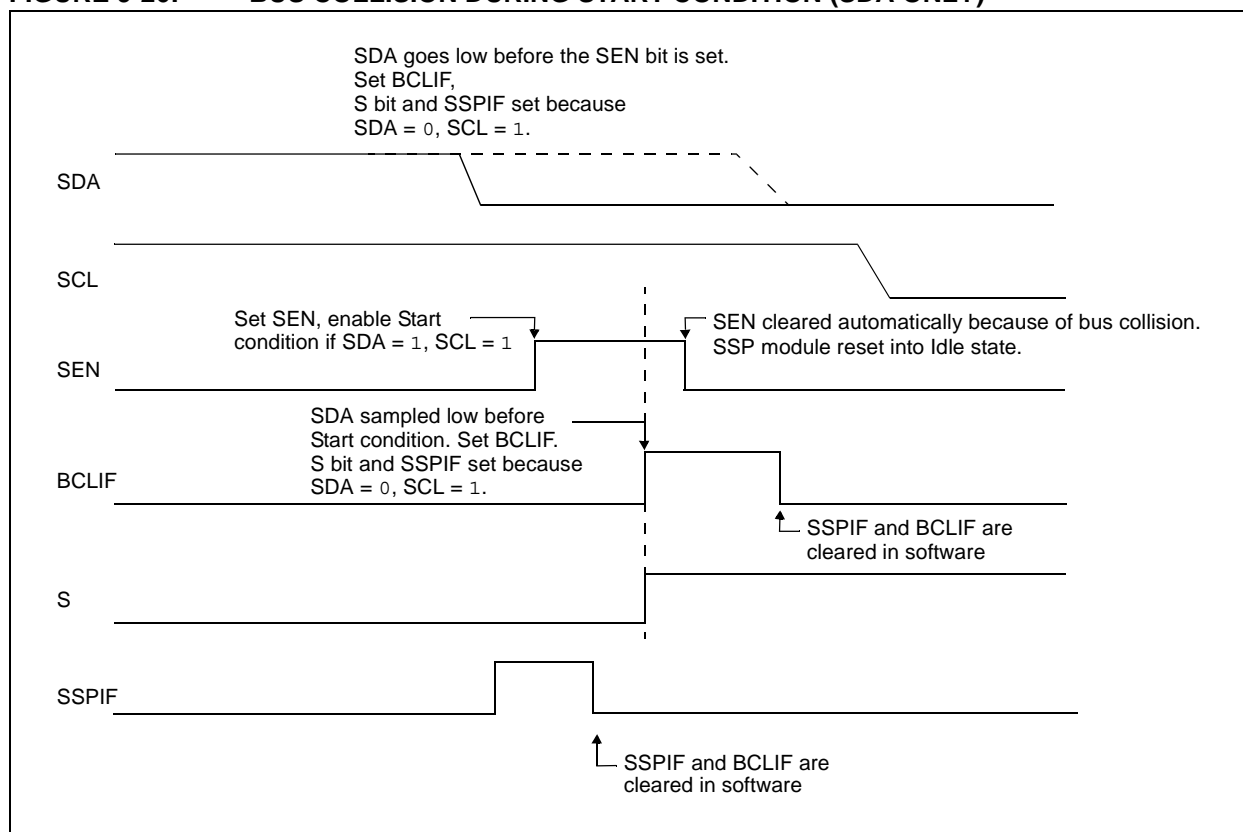 SDA goes low before the SEN bit is set.
Set BCLIF,
S bit and SSPIF set because
SDA = 0, SCL = 1.
SDA
SCL
Set SEN, enable Start
condition if SDA = 1, SCL = 1
SEN cleared automatically because of bus collision.
SSP module reset into Idle state.
SEN
SDA sampled low before
Start condition. Set BCLIF.
S bit and SSPIF set because
SDA = 0, SCL = 1.
BCLIF
SSPIF and BCLIF are
cleared in software
S
SSPIF
SSPIF and BCLIF are
cleared in software